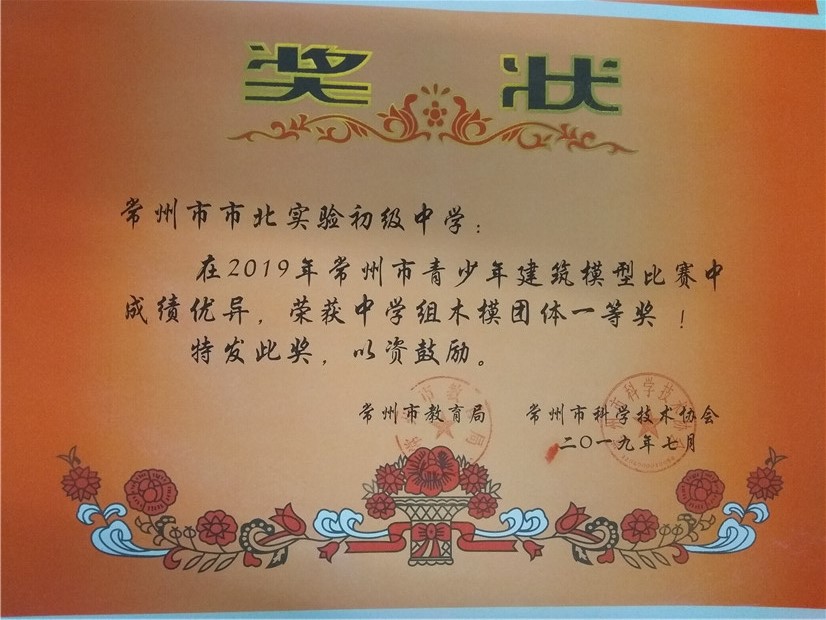 奖 状
常州市市北实验初级中学：
在2019年常州市青少年建筑模型比赛中
成绩优异，荣获中学组木模团体一等奖！
特发此奖，以资鼓励。
常州市教育局 常州市科学技术协会
二〇一九年七月